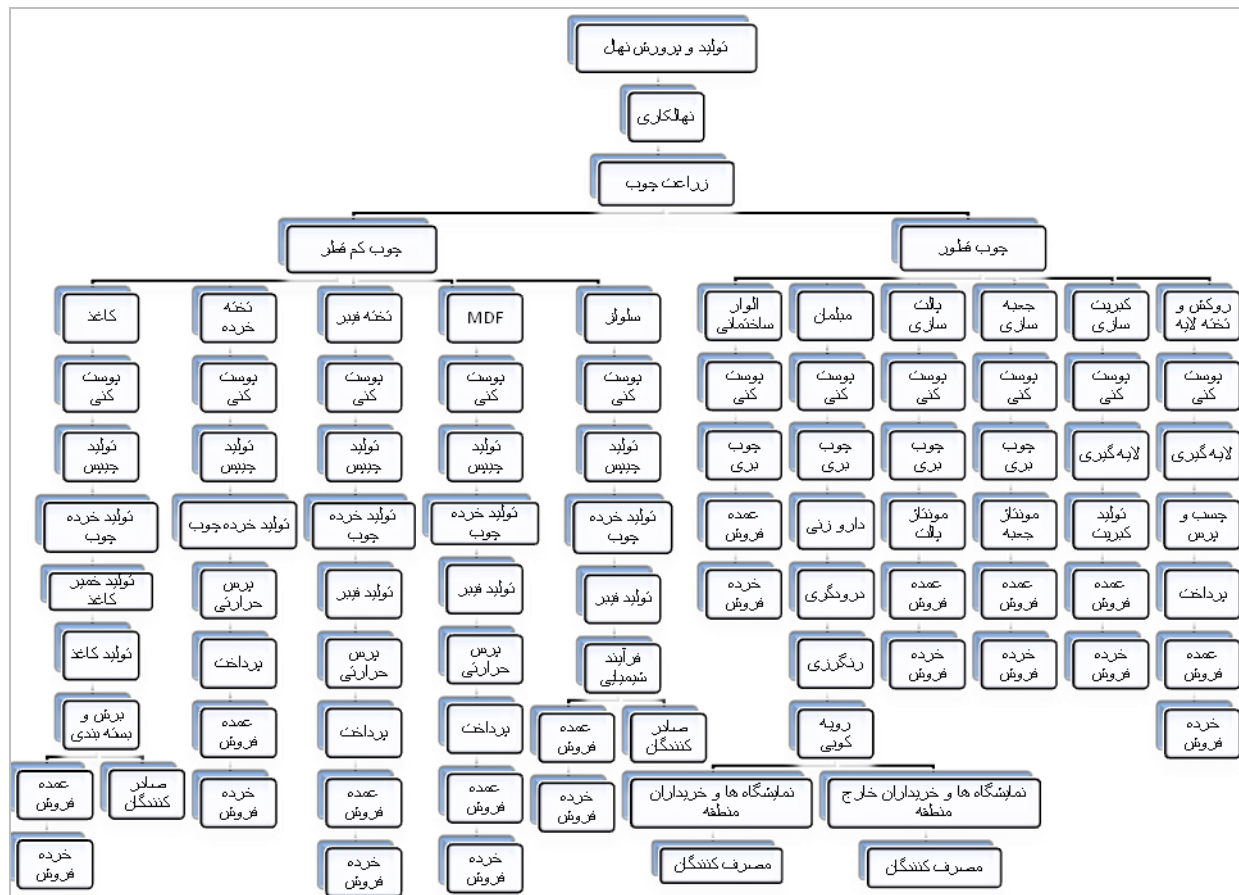 تولید و پرورش نهال
نهالکاری
زراعت چوب
چوب کم قطر
چوب قطور
کاغذ
پوست
کنی
تولید
چیپس
تولید خرده
چوب
تولید خمیر
کاغذ
تولید کاغذ
برش و
بسته بندی
عمده
فروش
خرده
فروش
صادر
کنندگان
تخته
خرده
پوست
کنی
تولید
چیپس
تولید خرده چوب
پرس
حرارتی
پرداخت
عمده
فروش
خرده
فروش
تخته فیبر
پوست
کنی
تولید
چیپس
تولید خرده
چوب
تولید فیبر
پرس
حرارتی
پرداخت
عمده
فروش
خرده
فروش
MDF
پوست
کنی
تولید
چیپس
تولید خرده
چوب
تولید فیبر
پرس
حرارتی
پرداخت
عمده
فروش
خرده
فروش
سلولز
پوست
کنی
تولید
چیپس
تولید خرده
چوب
تولید فیبر
فرآیند
شیمیایی
عمده
فروش
خرده
فروش
صادر
کنندگان
الوار
ساختمانی
پوست
کنی
چوب
بری
عمده
فروش
خرده
فروش
مبلمان
پوست
کنی
چوب
بری
دارو زنی
درودگری
رنگرزی
رویه
کوبی
نمایشگاه ها و خریداران
منطقه
مصرف کنندگان
نمایشگاه ها و خریداران خارج
منطقه
مصرف کنندگان
پالت
سازی
پوست
کنی
چوب
بری
مونتاژ
پالت
عمده
فروش
خرده
فروش
جعبه
سازی
پوست
کنی
چوب
بری
مونتاژ
جعبه
عمده
فروش
خرده
فروش
کبریت
سازی
پوست
کنی
لایه گیری
تولید
کبریت
عمده
فروش
خرده
فروش
روکش و
تخته لایه
پوست
کنی
لایه گیری
چسب و
پرس
پرداخت
عمده
فروش
خرده
فروش